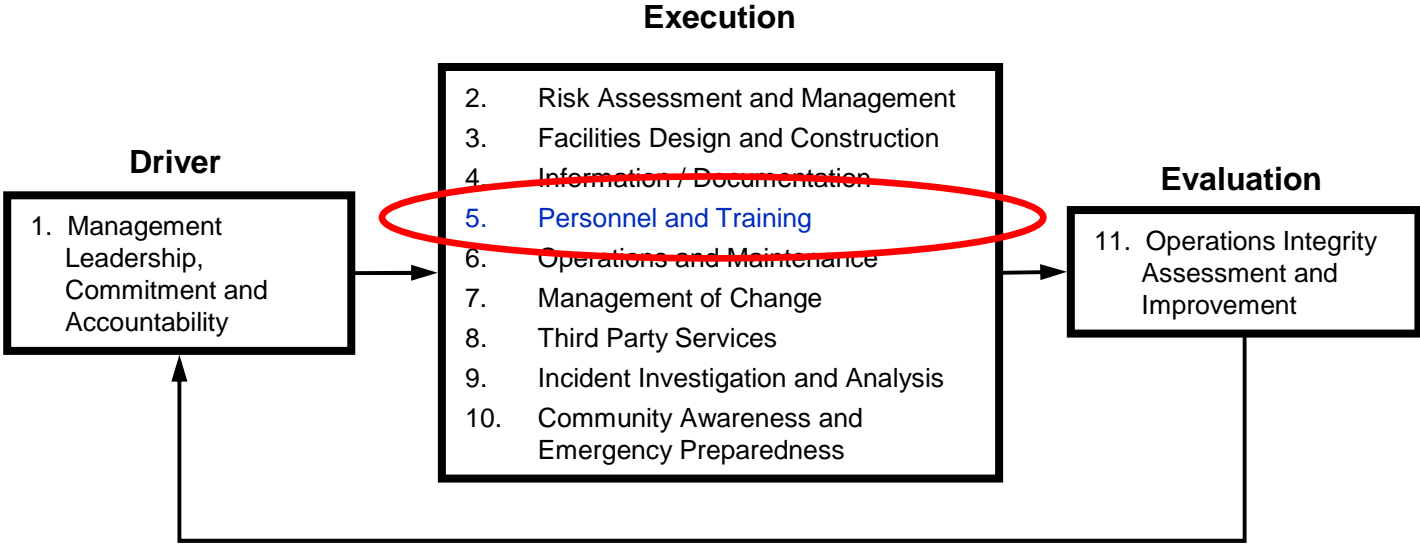 Execution
Driver
1. Management
Leadership,
Commitment and
Accountability
2. Risk Assessment and Management
3. Facilities Design and Construction
4. Information / Documentation
5. Personnel and Training
6. Operations and Maintenance
7. Management of Change
8. Third Party Services
9. Incident Investigation and Analysis
10. Community Awareness and
Emergency Preparedness
Evaluation
11. Operations Integrity
Assessment and
Improvement